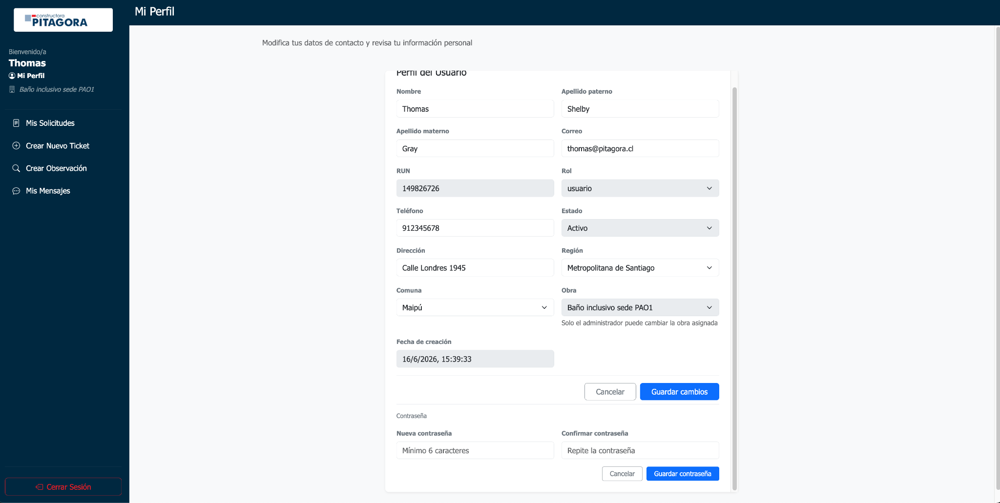 constructora
PITAGORA
Mi Perfil
Bienvenido/a
Thomas
Mi Perfil
Baño inclusivo sede PAO1
Mis Solicitudes
Crear Nuevo Ticket
Crear Observación
Mis Mensajes
Cerrar Sesión
Modifica tus datos de contacto y revisa tu información personal
Perfil del Usuario
Nombre Apellido paterno
Thomas Shelby
Apellido materno Correo
Gray thomas@pitagora.cl
RUN Rol
149826726 usuario
Teléfono Estado
912345678 Activo
Dirección Región
Calle Londres 1945 Metropolitana de Santiago
Comuna Obra
Maipú Baño inclusivo sede PAO1
Solo el administrador puede cambiar la obra asignada
Fecha de creación
16/6/2026, 15:39:33
Cancelar Guardar cambios
Contraseña
Nueva contraseña Confirmar contraseña
Mínimo 6 caracteres Repite la contraseña
Cancelar Guardar contraseña